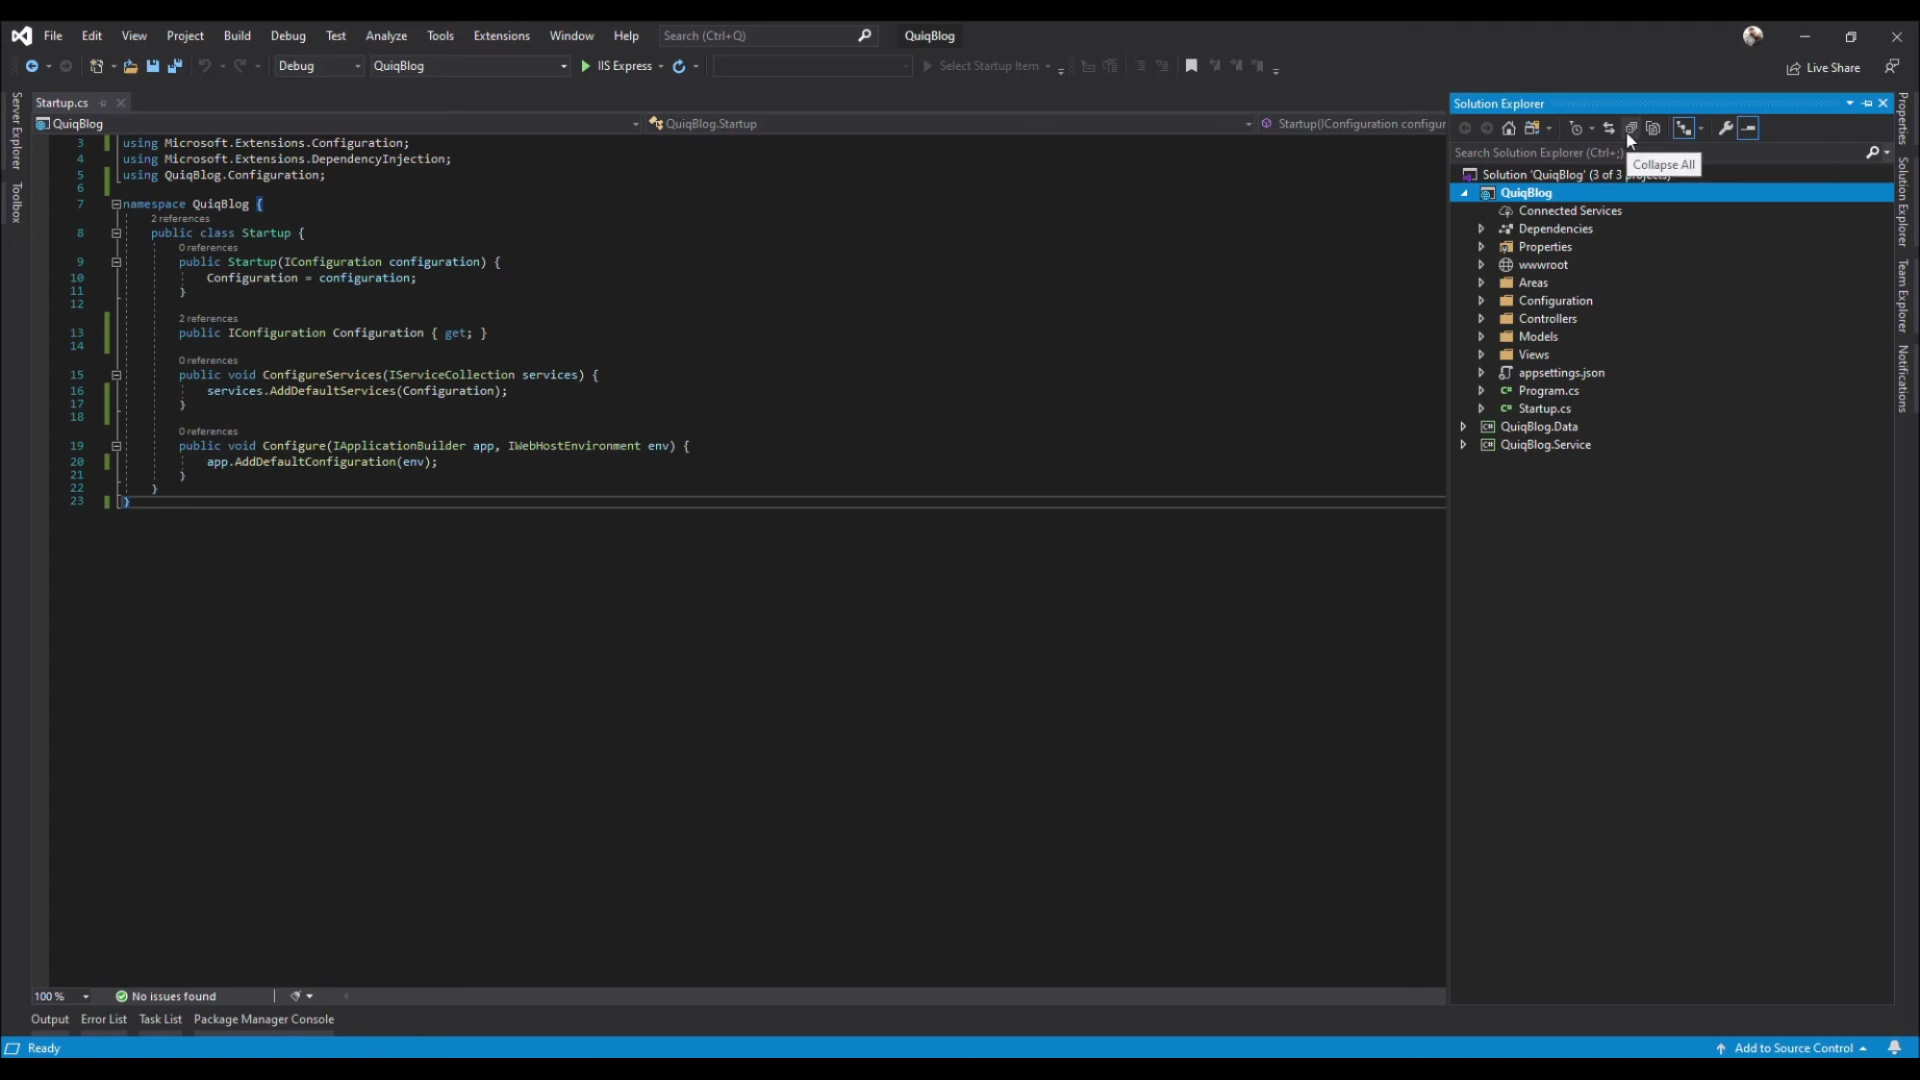 File Edit View Project Build Debug Test Analyze Tools Extensions Window Help Search (Ctrl+Q) QuiqBlog
Debug QuiqBlog IIS Express Select Startup Item Live Share
Server Explorer
Toolbox
Startup.cs
QuiqBlog QuiqBlog.Startup Startup(IConfiguration configur
3 using Microsoft.Extensions.Configuration;
4 using Microsoft.Extensions.DependencyInjection;
5 using QuiqBlog.Configuration;
6
7 namespace QuiqBlog {
2 references
8 public class Startup {
0 references
9 public Startup(IConfiguration configuration) {
10 Configuration = configuration;
11 }
12
2 references
13 public IConfiguration Configuration { get; }
14
0 references
15 public void ConfigureServices(IServiceCollection services) {
16 services.AddDefaultServices(Configuration);
17 }
18
0 references
19 public void Configure(IApplicationBuilder app, IWebHostEnvironment env) {
20 app.AddDefaultConfiguration(env);
21 }
22 }
23 }
Solution Explorer
Search Solution Explorer (Ctrl+;)
Collapse All
Solution 'QuiqBlog' (3 of 3 projects)
QuiqBlog
Connected Services
Dependencies
Properties
wwwroot
Areas
Configuration
Controllers
Models
Views
appsettings.json
Program.cs
Startup.cs
QuiqBlog.Data
QuiqBlog.Service
Properties
Solution Explorer
Team Explorer
Notifications
100 % No issues found
Output Error List Task List Package Manager Console
Ready Add to Source Control